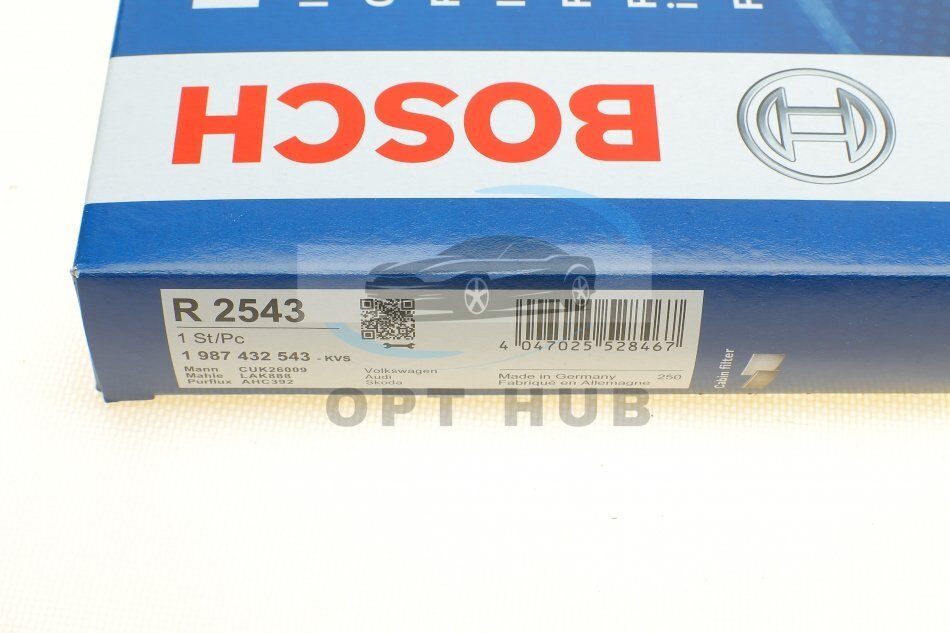 BOSCH
R 2543
1 St/Pc
1 987 432 543 - KVS
Mann CUK26009
Mahle LAK888
Purflux AHC392
Volkswagen
Audi
Skoda
4 047025 528467
Made in Germany 250
Fabriqué en Allemagne
Cabin filter
OPT HUB